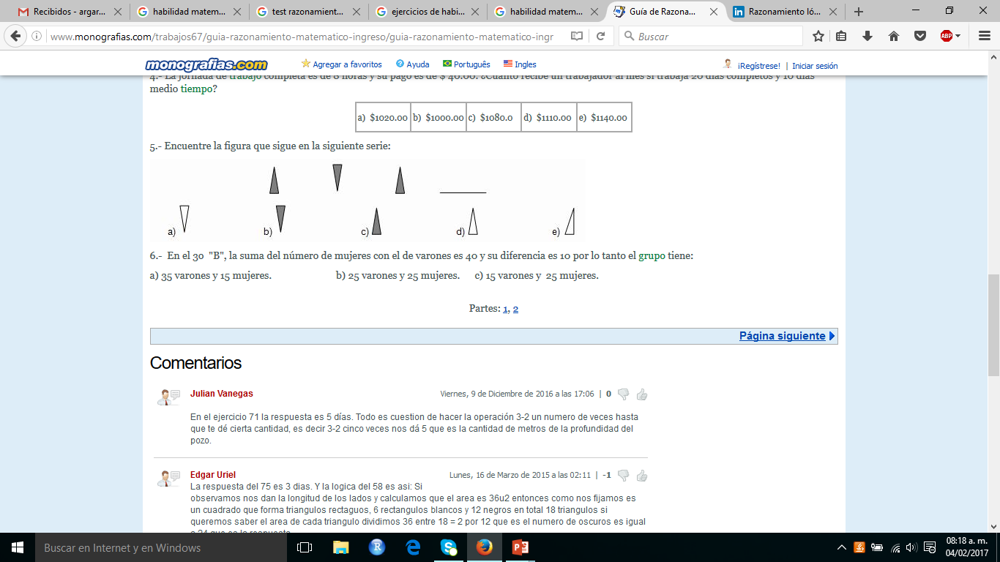 Recibidos - argar...
habilidad matem...
test razonamient...
ejercicios de habi...
habilidad matem...
Guía de Razona...
Razonamiento ló...
www.monografias.com/trabajos67/guia-razonamiento-matematico-ingreso/guia-razonamiento-matematico-ingr
Buscar
ABP
monografias.com
Agregar a favoritos
Ayuda
Português
Ingles
¡Regístrese! | Iniciar sesión
4.- La jornada de trabajo completa es de 8 horas y su pago es de $ 40.00. ¿Cuánto recibe un trabajador al mes si trabaja 20 días completos y 10 días
medio tiempo?
a) $1020.00 b) $1000.00 c) $1080.0 d) $1110.00 e) $1140.00
5.- Encuentre la figura que sigue en la siguiente serie:
a) b) c) d) e)
6.- En el 30 "B", la suma del número de mujeres con el de varones es 40 y su diferencia es 10 por lo tanto el grupo tiene:
a) 35 varones y 15 mujeres. b) 25 varones y 25 mujeres. c) 15 varones y 25 mujeres.
Partes: 1, 2
Página siguiente
Comentarios
Julian Vanegas
Viernes, 9 de Diciembre de 2016 a las 17:06 | 0
En el ejercicio 71 la respuesta es 5 días. Todo es cuestion de hacer la operación 3-2 un numero de veces hasta
que te dé cierta cantidad, es decir 3-2 cinco veces nos dá 5 que es la cantidad de metros de la profundidad del
pozo.
Edgar Uriel
Lunes, 16 de Marzo de 2015 a las 02:11 | -1
La respuesta del 75 es 3 dias. Y la logica del 58 es asi: Si
observamos nos dan la longitud de los lados y calculamos que el area es 36u2 entonces como nos fijamos es
un cuadrado que forma triangulos rectaguos, 6 rectangulos blancos y 12 negros en total 18 triangulos si
queremos saber el area de cada triangulo dividimos 36 entre 18 = 2 por 12 que es el numero de oscuros es igual
a 24 que es la respuesta
Buscar en Internet y en Windows
08:18 a. m.
04/02/2017